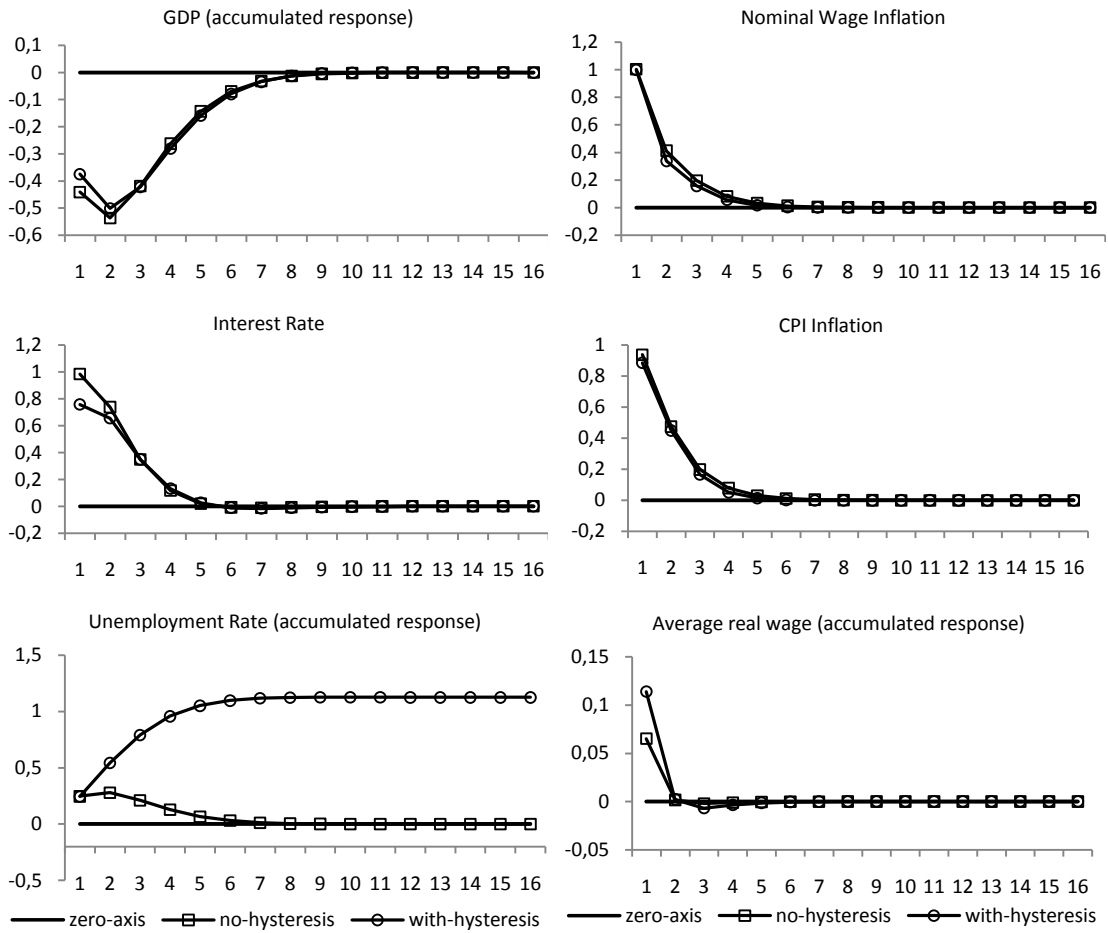 GDP (accumulated response)
0,1
0
-0,1
-0,2
-0,3
-0,4
-0,5
-0,6
1 2 3 4 5 6 7 8 9 10 11 12 13 14 15 16
Nominal Wage Inflation
1,2
1
0,8
0,6
0,4
0,2
0
-0,2
1 2 3 4 5 6 7 8 9 10 11 12 13 14 15 16
Interest Rate
1,2
1
0,8
0,6
0,4
0,2
0
-0,2
1 2 3 4 5 6 7 8 9 10 11 12 13 14 15 16
CPI Inflation
1
0,8
0,6
0,4
0,2
0
-0,2
1 2 3 4 5 6 7 8 9 10 11 12 13 14 15 16
Unemployment Rate (accumulated response)
1,5
1
0,5
0
-0,5
1 2 3 4 5 6 7 8 9 10 11 12 13 14 15 16
zero-axis no-hysteresis with-hysteresis
Average real wage (accumulated response)
0,15
0,1
0,05
0
-0,05
1 2 3 4 5 6 7 8 9 10 11 12 13 14 15 16
zero-axis no-hysteresis with-hysteresis